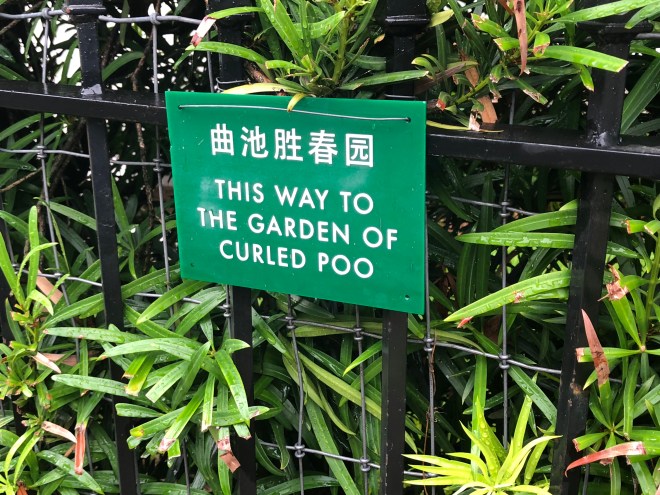 曲池胜春园
THIS WAY TO
THE GARDEN OF
CURLED POO